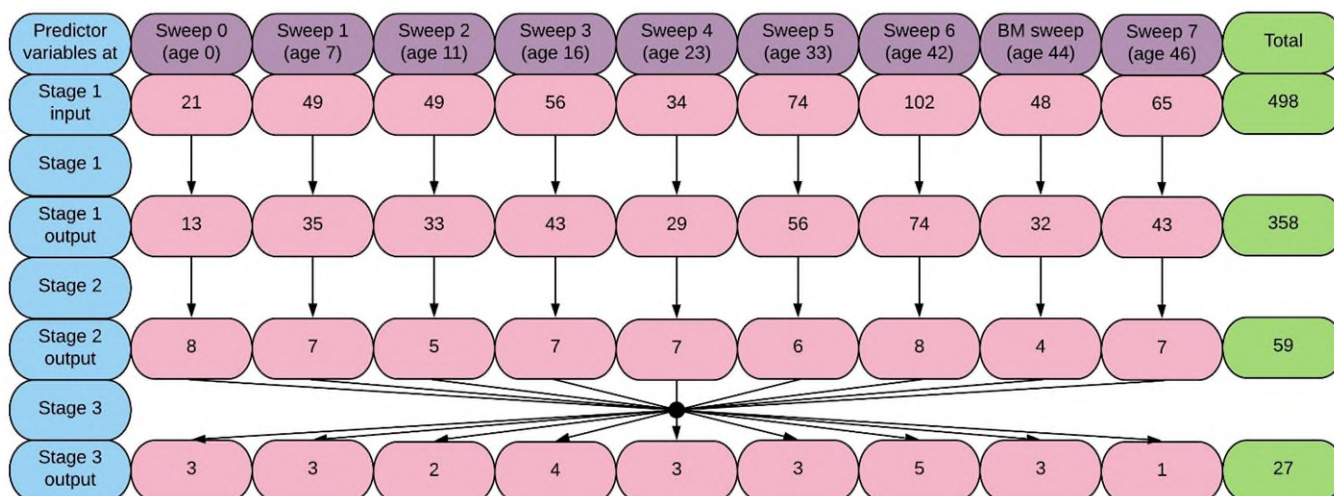 Predictor
variables at
Sweep 0
(age 0)
Sweep 1
(age 7)
Sweep 2
(age 11)
Sweep 3
(age 16)
Sweep 4
(age 23)
Sweep 5
(age 33)
Sweep 6
(age 42)
BM sweep
(age 44)
Sweep 7
(age 46)
Total
Stage 1
input
21
49
49
56
34
74
102
48
65
498
Stage 1
Stage 1
output
13
35
33
43
29
56
74
32
43
358
Stage 2
Stage 2
output
8
7
5
7
7
6
8
4
7
59
Stage 3
Stage 3
output
3
3
2
4
3
3
5
3
1
27